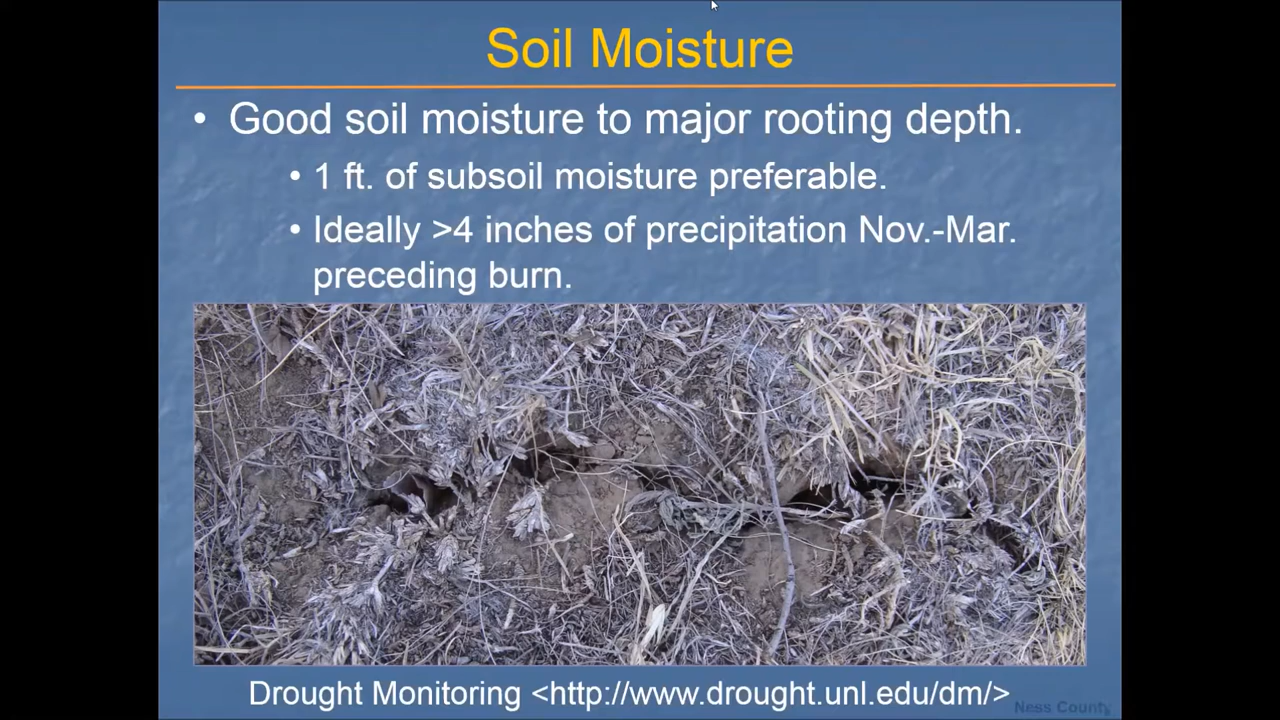 Soil Moisture
• Good soil moisture to major rooting depth.
• 1 ft. of subsoil moisture preferable.
• Ideally >4 inches of precipitation Nov.-Mar.
preceding burn.
Drought Monitoring <http://www.drought.unl.edu/dm/>
Ness County